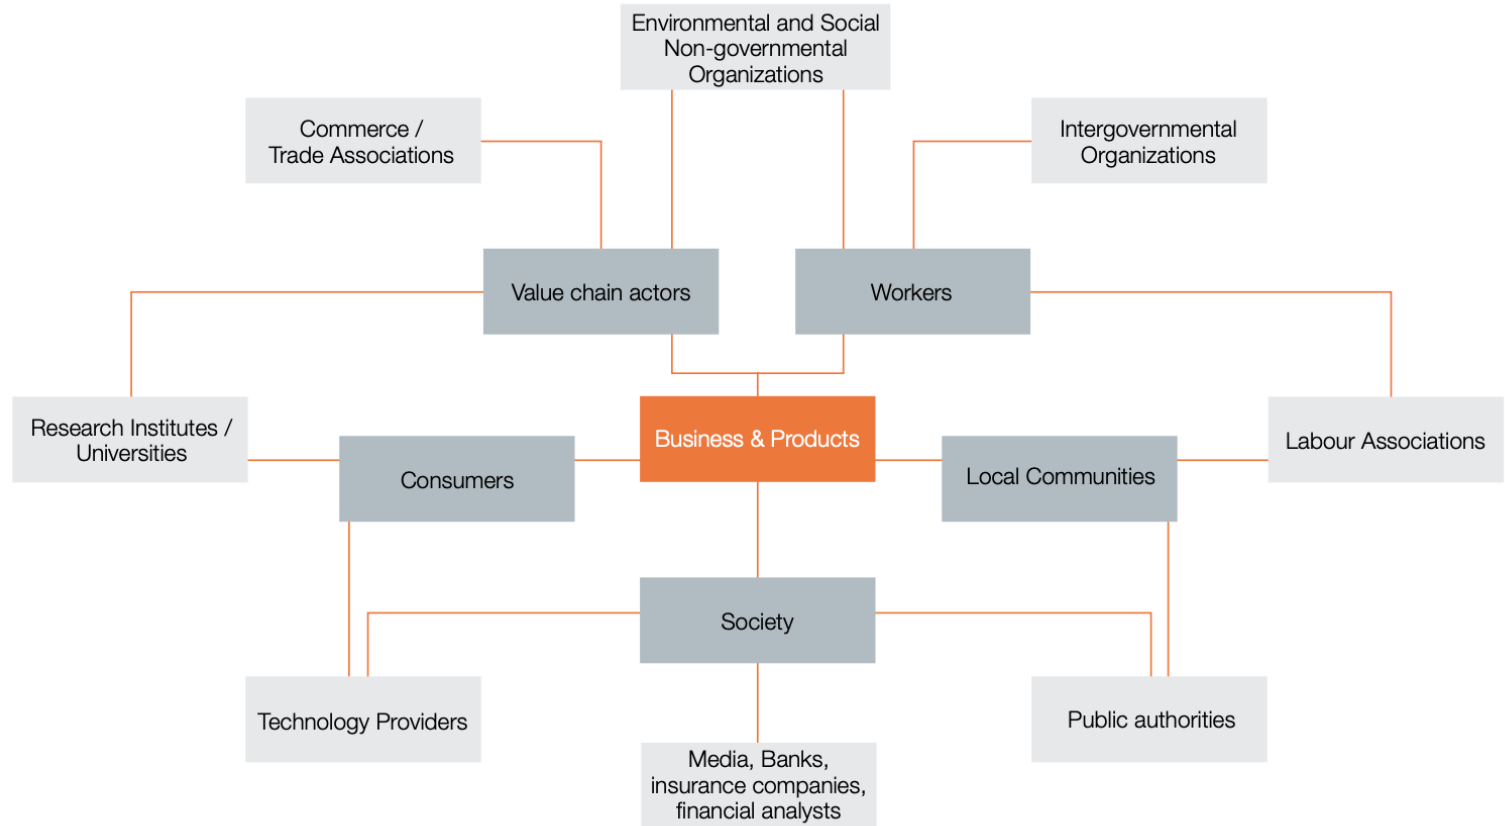 Environmental and Social
Non-governmental
Organizations
Commerce /
Trade Associations
Intergovernmental
Organizations
Value chain actors
Workers
Research Institutes /
Universities
Business & Products
Labour Associations
Consumers
Local Communities
Society
Technology Providers
Public authorities
Media, Banks,
insurance companies,
financial analysts